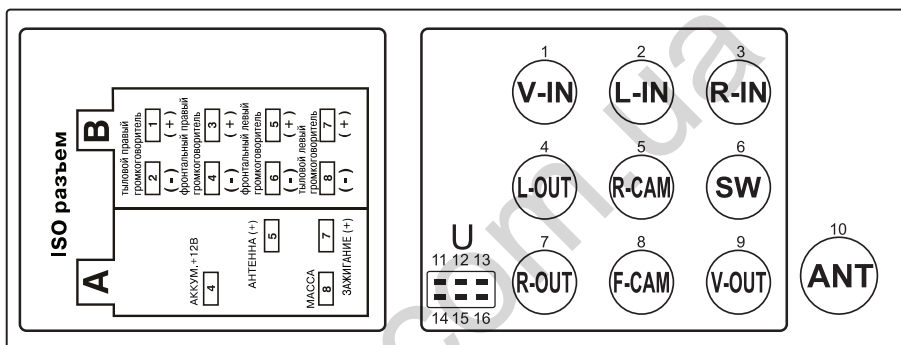 ISO разъем
B
тыловой правый
громкоговоритель
1 (+)
2 (-)
фронтальный правый
громкоговоритель
3 (+)
4 (-)
фронтальный левый
громкоговоритель
5 (+)
6 (-)
тыловой левый
громкоговоритель
7 (+)
8 (-)
A
АККУМ.+12В
4
АНТЕННА (+)
5
МАССА
8
ЗАЖИГАНИЕ (+)
7
1 2 3
V-IN L-IN R-IN
4 5 6
L-OUT R-CAM SW
U
11 12 13
14 15 16
7 8 9
R-OUT F-CAM V-OUT
10
ANT
com.ua